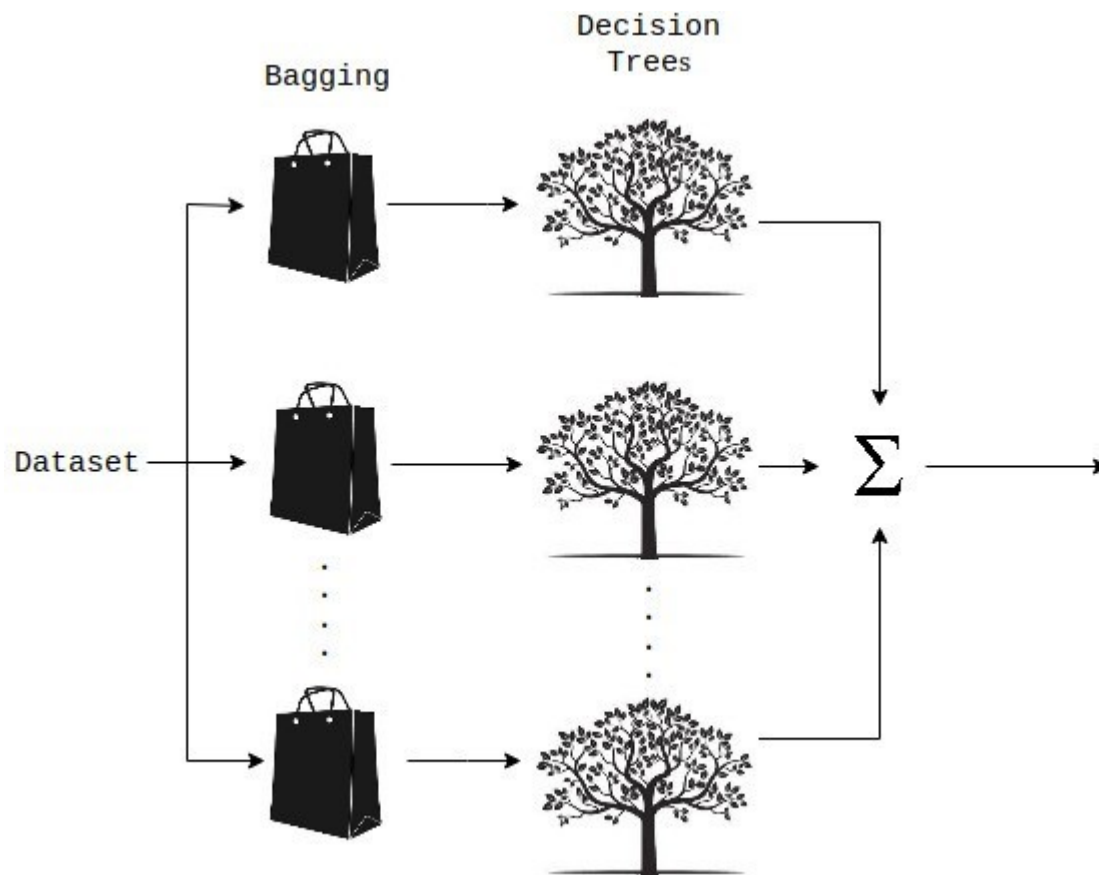 Decision
Trees
Bagging
Dataset
Σ